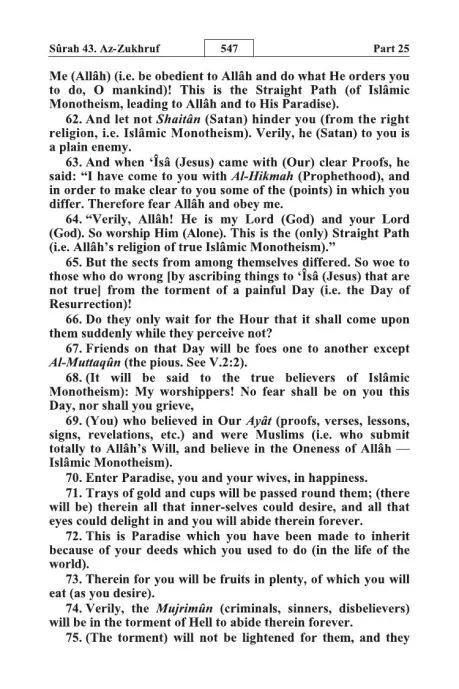 Sûrah 43. Az-Zukhruf 547 Part 25
Me (Allâh) (i.e. be obedient to Allâh and do what He orders you
to do, O mankind)! This is the Straight Path (of Islâmic
Monotheism, leading to Allâh and to His Paradise).
62. And let not Shaitân (Satan) hinder you (from the right
religion, i.e. Islâmic Monotheism). Verily, he (Satan) to you is
a plain enemy.
63. And when ‘Îsâ (Jesus) came with (Our) clear Proofs, he
said: “I have come to you with Al-Hikmah (Prophethood), and
in order to make clear to you some of the (points) in which you
differ. Therefore fear Allâh and obey me.
64. “Verily, Allâh! He is my Lord (God) and your Lord
(God). So worship Him (Alone). This is the (only) Straight Path
(i.e. Allâh’s religion of true Islâmic Monotheism).”
65. But the sects from among themselves differed. So woe to
those who do wrong [by ascribing things to ‘Îsâ (Jesus) that are
not true] from the torment of a painful Day (i.e. the Day of
Resurrection)!
66. Do they only wait for the Hour that it shall come upon
them suddenly while they perceive not?
67. Friends on that Day will be foes one to another except
Al-Muttaqûn (the pious. See V.2:2).
68. (It will be said to the true believers of Islâmic
Monotheism): My worshippers! No fear shall be on you this
Day, nor shall you grieve,
69. (You) who believed in Our Ayât (proofs, verses, lessons,
signs, revelations, etc.) and were Muslims (i.e. who submit
totally to Allâh’s Will, and believe in the Oneness of Allâh —
Islâmic Monotheism).
70. Enter Paradise, you and your wives, in happiness.
71. Trays of gold and cups will be passed round them; (there
will be) therein all that inner-selves could desire, and all that
eyes could delight in and you will abide therein forever.
72. This is Paradise which you have been made to inherit
because of your deeds which you used to do (in the life of the
world).
73. Therein for you will be fruits in plenty, of which you will
eat (as you desire).
74. Verily, the Mujrimûn (criminals, sinners, disbelievers)
will be in the torment of Hell to abide therein forever.
75. (The torment) will not be lightened for them, and they